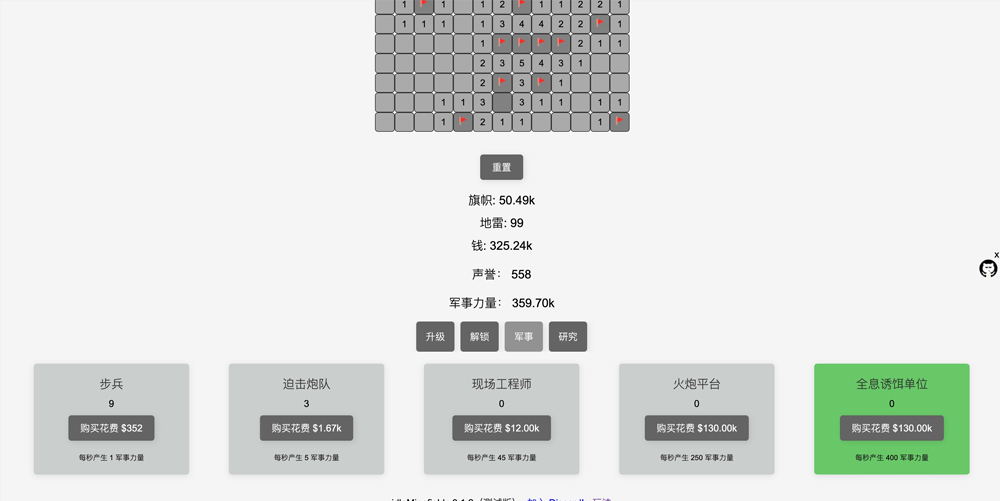 1 1 1 2 1 1 2 2 1
1 1 1 1 3 4 4 2 2 1
1 2 1 1
2 3 5 4 3 1
2 3 1
1 1 3 3 1 1 1 1
1 2 1 1
重置
旗帜: 50.49k
地雷: 99
钱: 325.24k
声誉： 558
军事力量： 359.70k
升级 解锁 军事 研究
步兵
9
购买花费 $352
每秒产生 1 军事力量
迫击炮队
3
购买花费 $1.67k
每秒产生 5 军事力量
现场工程师
0
购买花费 $12.00k
每秒产生 45 军事力量
火炮平台
0
购买花费 $130.00k
每秒产生 250 军事力量
全息诱饵单位
0
购买花费 $130.00k
每秒产生 400 军事力量
x